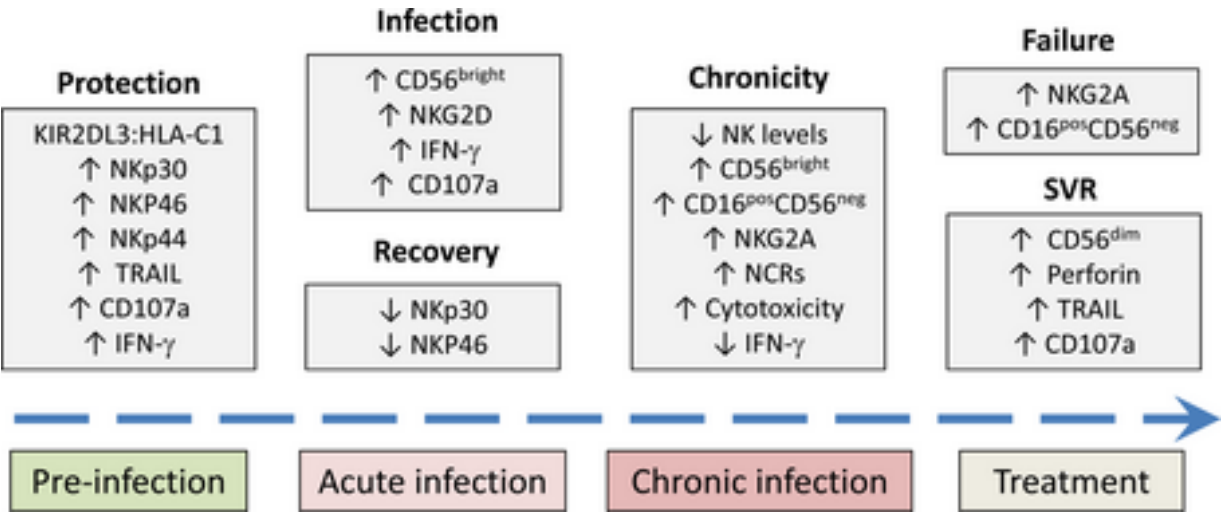 Protection
KIR2DL3:HLA-C1
↑ NKp30
↑ NKP46
↑ NKp44
↑ TRAIL
↑ CD107a
↑ IFN-γ
Infection
↑ CD56bright
↑ NKG2D
↑ IFN-γ
↑ CD107a
Recovery
↓ NKp30
↓ NKP46
Chronicity
↓ NK levels
↑ CD56bright
↑ CD16posCD56neg
↑ NKG2A
↑ NCRs
↑ Cytotoxicity
↓ IFN-γ
Failure
↑ NKG2A
↑ CD16posCD56neg
SVR
↑ CD56dim
↑ Perforin
↑ TRAIL
↑ CD107a
Pre-infection
Acute infection
Chronic infection
Treatment